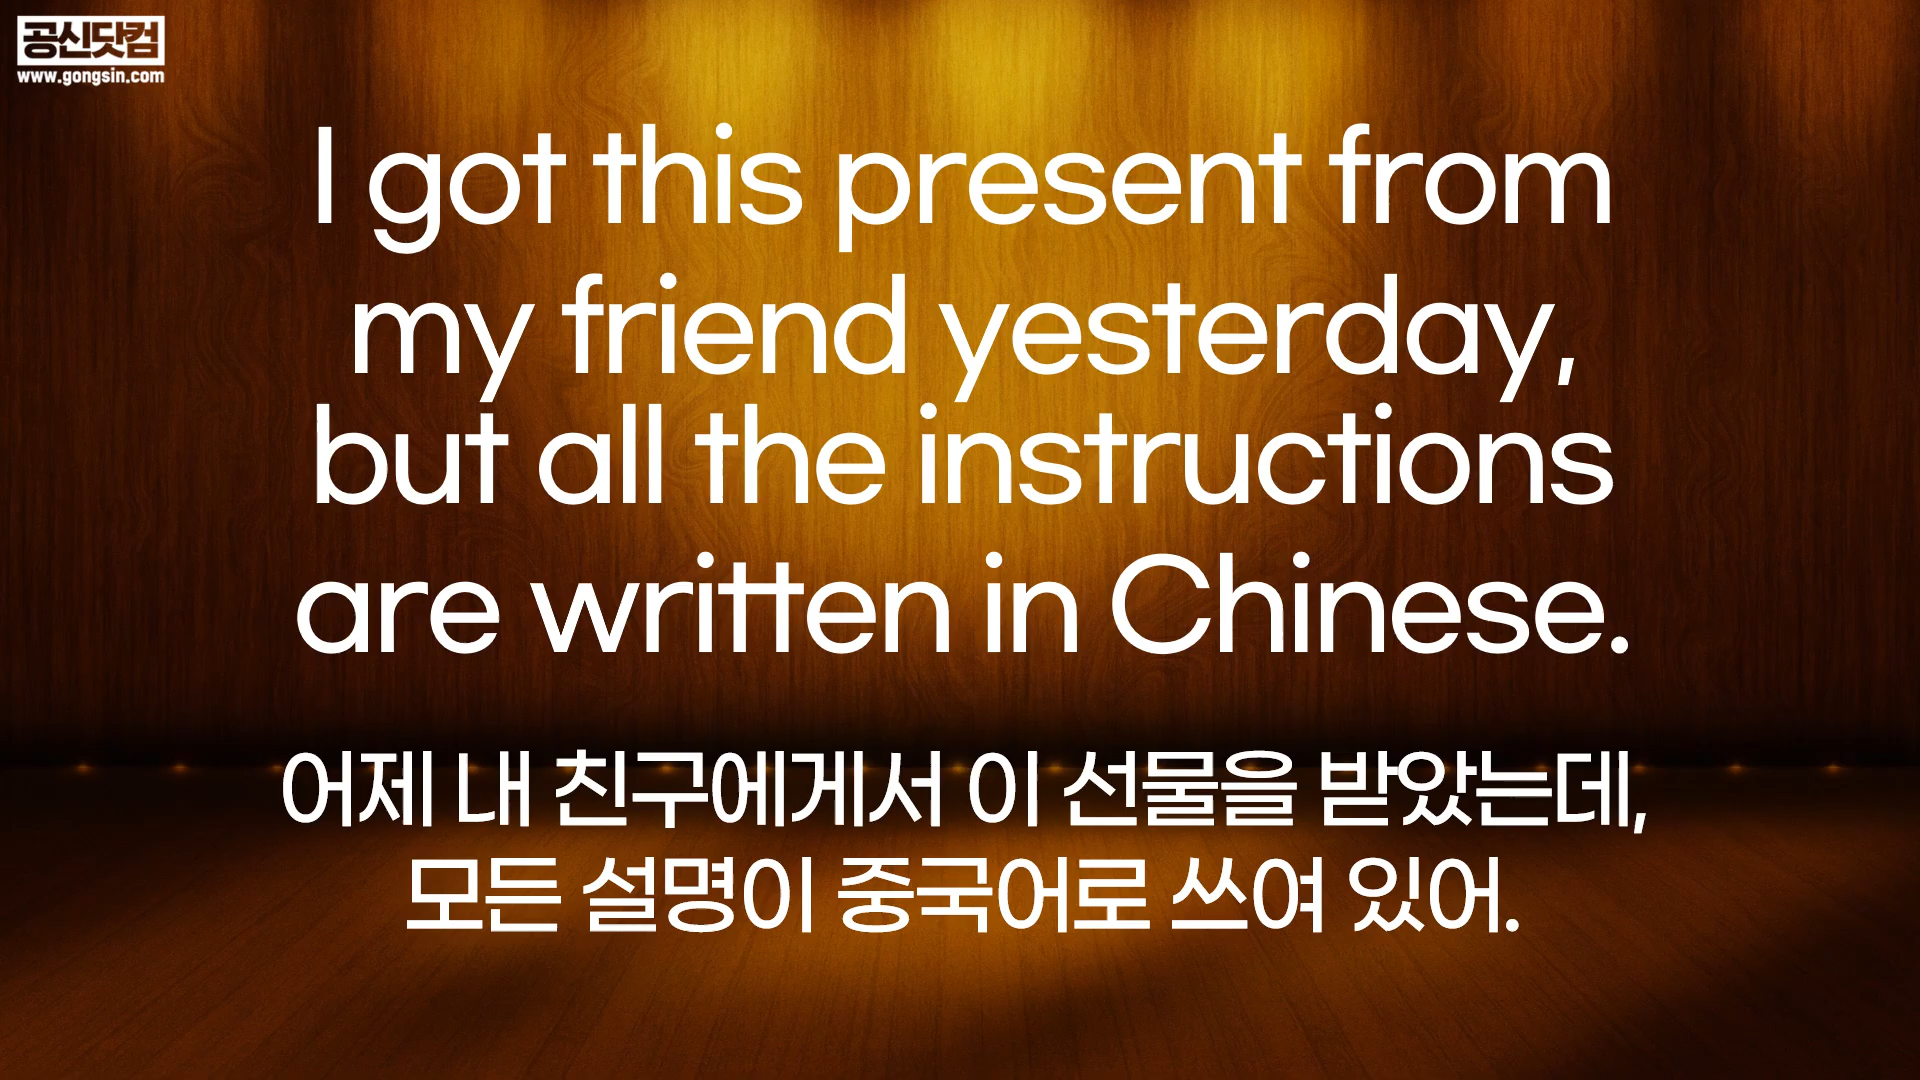 공신닷컴
www.gongsin.com
I got this present from
my friend yesterday,
but all the instructions
are written in Chinese.
어제 내 친구에게서 이 선물을 받았는데,
모든 설명이 중국어로 쓰여 있어.